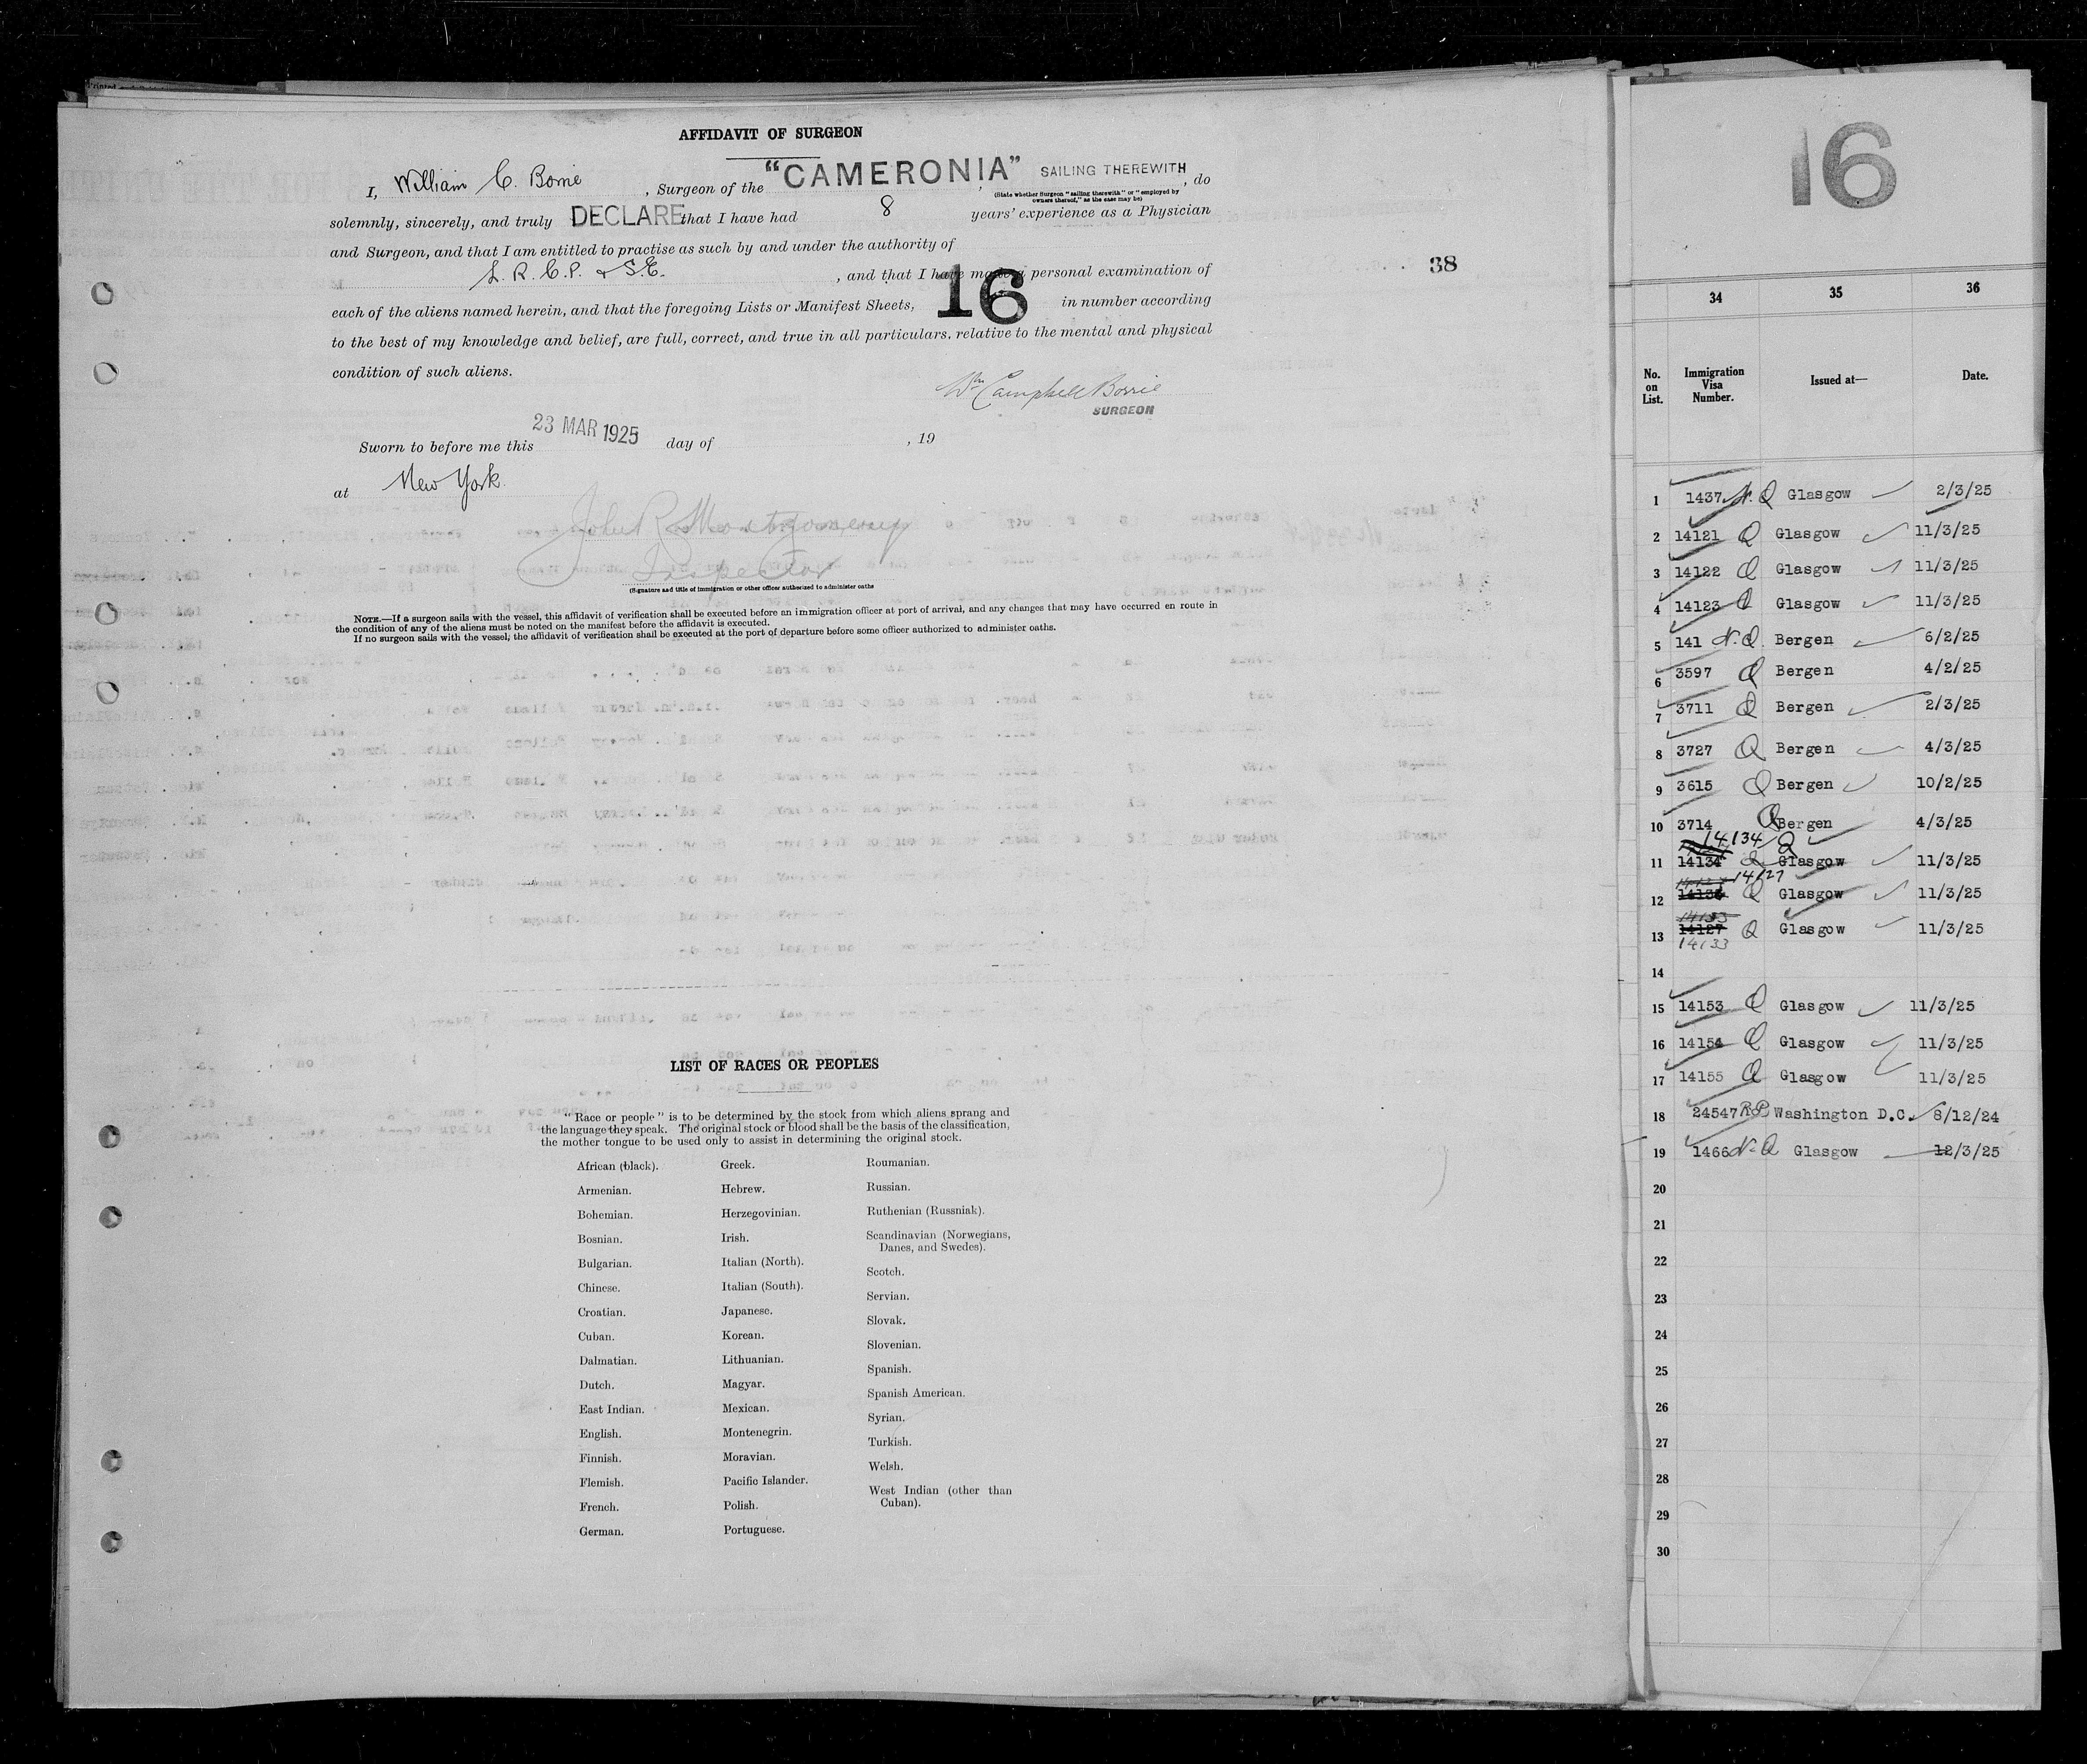 AFFIDAVIT OF SURGEON
I, William C. Borrie, Surgeon of the "CAMERONIA", SAILING THEREWITH, do
(State whether Surgeon "sailing therewith" or "employed by
owners thereof," as the case may be)
solemnly, sincerely, and truly DECLARE that I have had 8 years' experience as a Physician
and Surgeon, and that I am entitled to practise as such by and under the authority of
L. R. C. P. & S. E. , and that I have made a personal examination of
each of the aliens named herein, and that the foregoing Lists or Manifest Sheets, 16 in number according
to the best of my knowledge and belief, are full, correct, and true in all particulars, relative to the mental and physical
condition of such aliens.
38
Wm Campbell Borrie
SURGEON
Sworn to before me this 23 MAR 1925 day of , 19
at New York
John R. Montgomery
Inspector
(Signature and title of immigration or other officer authorized to administer oaths
NOTE.—If a surgeon sails with the vessel, this affidavit of verification shall be executed before an immigration officer at port of arrival, and any changes that may have occurred en route in
the condition of any of the aliens must be noted on the manifest before the affidavit is executed.
If no surgeon sails with the vessel, the affidavit of verification shall be executed at the port of departure before some officer authorized to administer oaths.
LIST OF RACES OR PEOPLES
"Race or people" is to be determined by the stock from which aliens sprang and
the language they speak. The original stock or blood shall be the basis of the classification,
the mother tongue to be used only to assist in determining the original stock.
African (black).
Armenian.
Bohemian.
Bosnian.
Bulgarian.
Chinese.
Croatian.
Cuban.
Dalmatian.
Dutch.
East Indian.
English.
Finnish.
Flemish.
French.
German.
Greek.
Hebrew.
Herzegovinian.
Irish.
Italian (North).
Italian (South).
Japanese.
Korean.
Lithuanian.
Magyar.
Mexican.
Montenegrin.
Moravian.
Pacific Islander.
Polish.
Portuguese.
Roumanian.
Russian.
Ruthenian (Russniak).
Scandinavian (Norwegians,
Danes, and Swedes).
Scotch.
Servian.
Slovak.
Slovenian.
Spanish.
Spanish American.
Syrian.
Turkish.
Welsh.
West Indian (other than
Cuban).
16
34 35 36
No. on List. Immigration Visa Number. Issued at— Date.
1 1437 N. Q Glasgow 2/3/25
2 14121 Q Glasgow 11/3/25
3 14122 Q Glasgow 11/3/25
4 14123 Q Glasgow 11/3/25
5 141 N. Q. Bergen 6/2/25
6 3597 Q Bergen 4/2/25
7 3711 Q Bergen 2/3/25
8 3727 Q Bergen 4/3/25
9 3615 Q Bergen 10/2/25
10 3714 Q Bergen 4/3/25
14134 Q
11 14134 Q Glasgow 11/3/25
14127
12 Q Glasgow 11/3/25
14133
13 14127 Q Glasgow 11/3/25
14133
14
15 14153 Q Glasgow 11/3/25
16 14154 Q Glasgow 11/3/25
17 14155 Q Glasgow 11/3/25
18 24547 R.P. Washington D.C. 8/12/24
19 1466 N-Q Glasgow 12/3/25
20
21
22
23
24
25
26
27
28
29
30